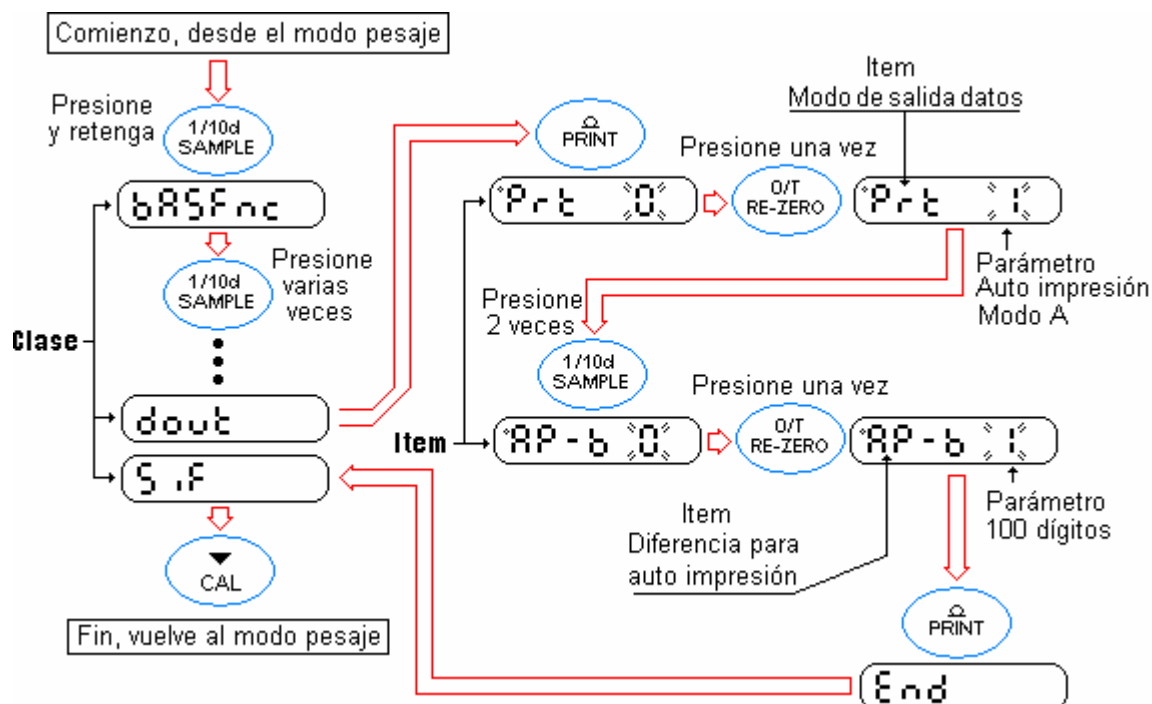 Comienzo, desde el modo pesaje
Presione
y retenga
1/10d
SAMPLE
bASFnc
1/10d
SAMPLE
Presione
varias
veces
Clase
dout
S iF
CAL
Fin, vuelve al modo pesaje
PRINT
Item
Modo de salida datos
Presione una vez
Prt 0
O/T
RE-ZERO
Prt 1
Parámetro
Auto impresión
Modo A
Presione
2 veces
1/10d
SAMPLE
Presione una vez
Item
AP-b 0
O/T
RE-ZERO
AP-b 1
Parámetro
100 dígitos
Item
Diferencia para
auto impresión
PRINT
End